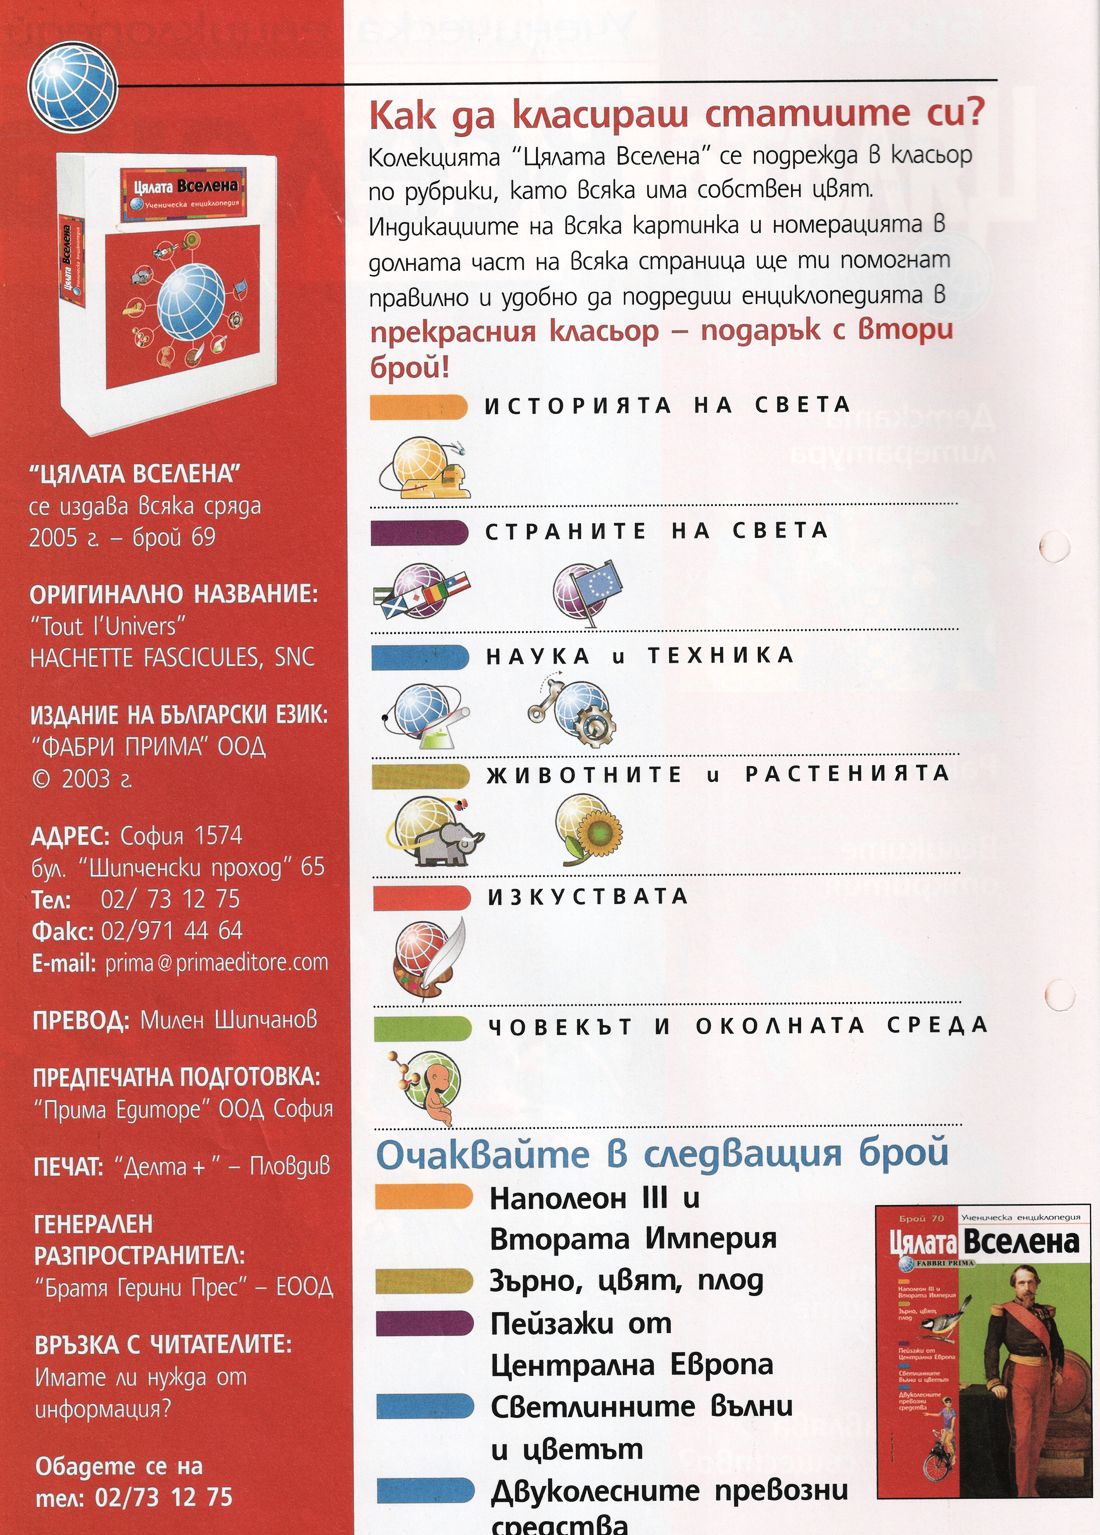 Цялата Вселена
Ученическа енциклопедия
Цялата Вселена
"ЦЯЛАТА ВСЕЛЕНА"
се издава всяка сряда
2005 г. – брой 69
ОРИГИНАЛНО НАЗВАНИЕ:
"Tout l'Univers"
HACHETTE FASCICULES, SNC
ИЗДАНИЕ НА БЪЛГАРСКИ ЕЗИК:
"ФАБРИ ПРИМА" ООД
© 2003 г.
АДРЕС: София 1574
бул. "Шипченски проход" 65
Тел: 02/ 73 12 75
Факс: 02/971 44 64
E-mail: prima@primaeditore.com
ПРЕВОД: Милен Шипчанов
ПРЕДПЕЧАТНА ПОДГОТОВКА:
"Прима Едиторе" ООД София
ПЕЧАТ: "Делта+" – Пловдив
ГЕНЕРАЛЕН
РАЗПРОСТРАНИТЕЛ:
"Братя Герини Прес" – ЕООД
ВРЪЗКА С ЧИТАТЕЛИТЕ:
Имате ли нужда от
информация?
Обадете се на
тел: 02/73 12 75
Как да класираш статиите си?
Колекцията "Цялата Вселена" се подрежда в класьор
по рубрики, като всяка има собствен цвят.
Индикациите на всяка картинка и номерацията в
долната част на всяка страница ще ти помогнат
правилно и удобно да подредиш енциклопедията в
прекрасния класьор – подарък с втори
брой!
ИСТОРИЯТА НА СВЕТА
СТРАНИТЕ НА СВЕТА
НАУКА и ТЕХНИКА
ЖИВОТНИТЕ и РАСТЕНИЯТА
ИЗКУСТВАТА
ЧОВЕКЪТ И ОКОЛНАТА СРЕДА
Очаквайте в следващия брой
Наполеон III и
Втората Империя
Зърно, цвят, плод
Пейзажи от
Централна Европа
Светлинните вълни
и цветът
Двуколесните превозни
средства
Брой 70
Ученическа енциклопедия
Цялата Вселена
FABBRI PRIMA
Наполеон III и
Втората Империя
Зърно, цвят,
плод
Пейзажи от
Централна Европа
Светлинните
вълни и цветът
Двуколесните
превозни
средства